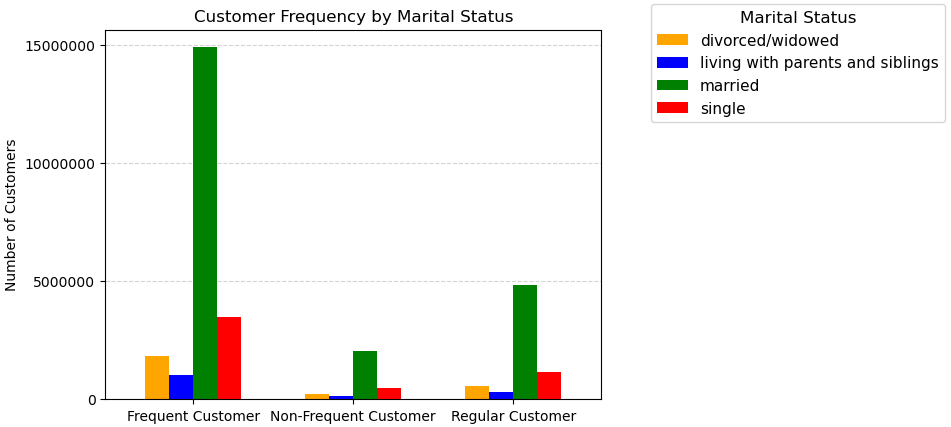 Customer Frequency by Marital Status
Marital Status
divorced/widowed
living with parents and siblings
married
single
Number of Customers
15000000
10000000
5000000
0
Frequent Customer
Non-Frequent Customer
Regular Customer